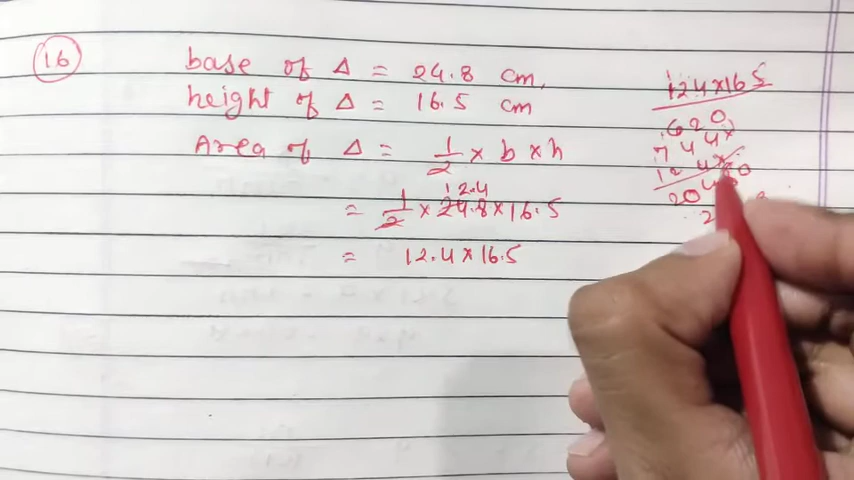 16
base of Δ = 24.8 cm,
height of Δ = 16.5 cm
Area of Δ = 1/2 × b × h
12.4
= 1/2 × 24.8 × 16.5
= 12.4 × 16.5
124×165
620
744×
124××